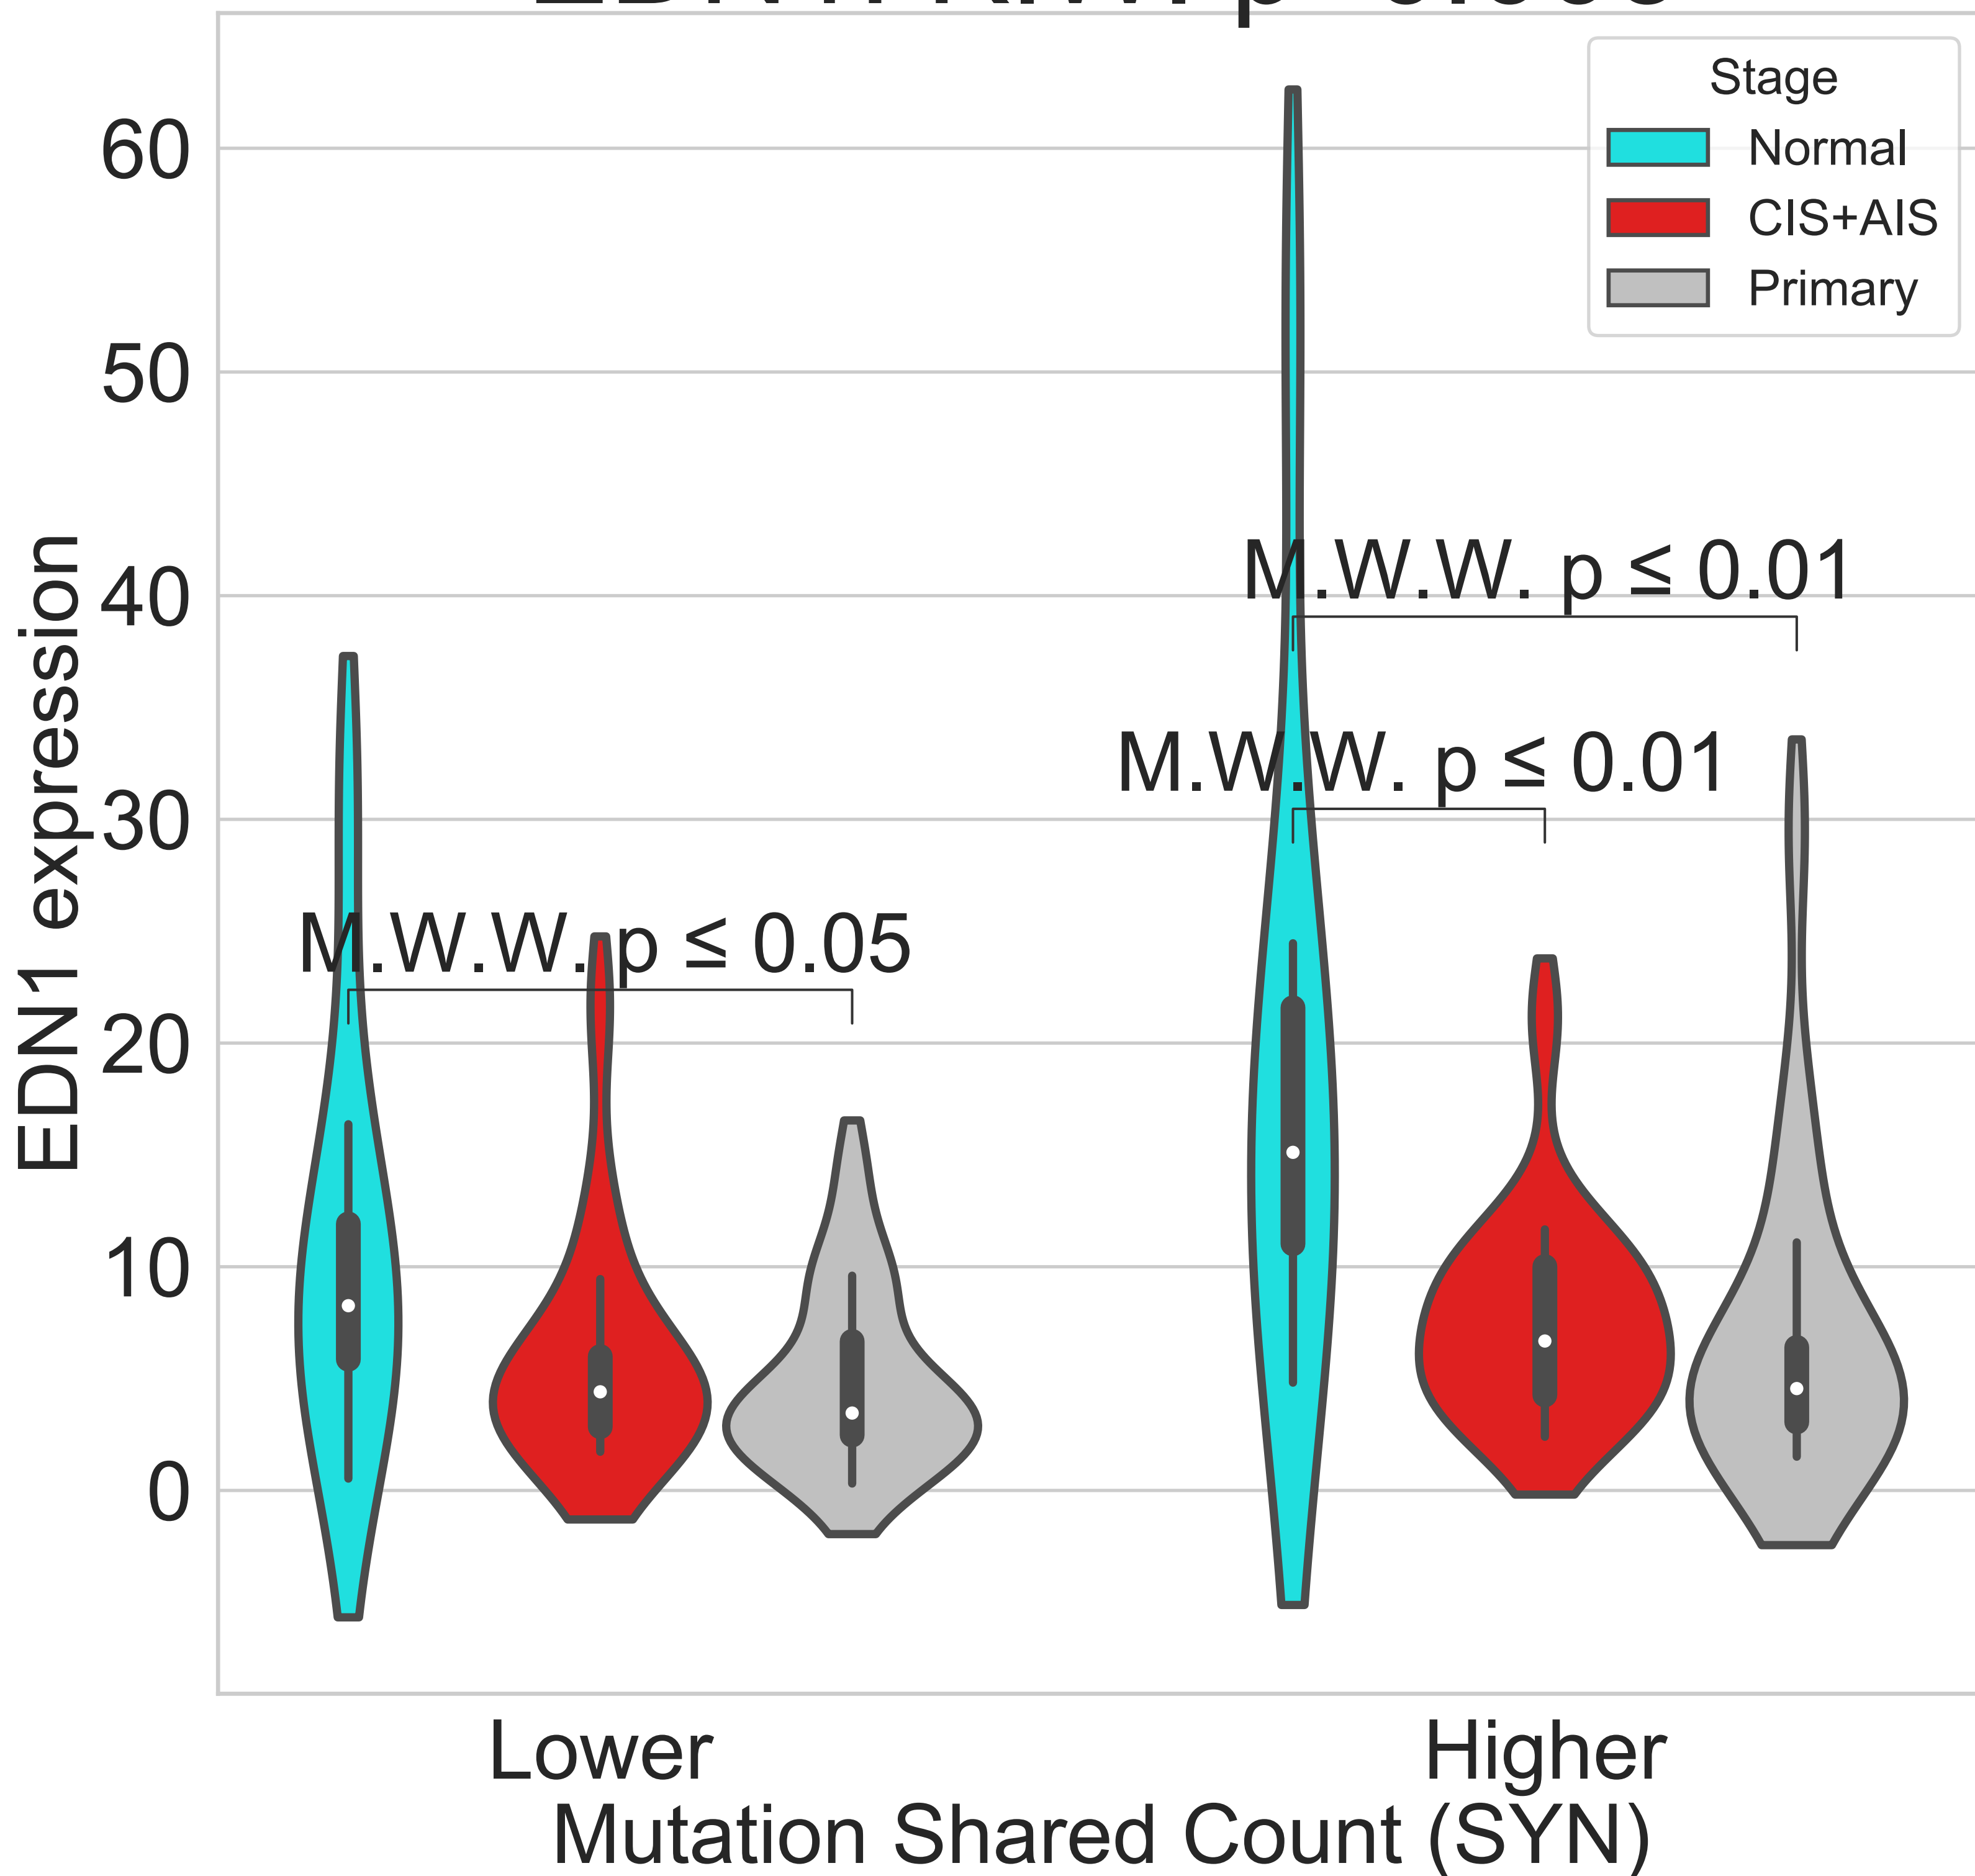 Stage
Normal
CIS+AIS
Primary
60
50
40
30
20
10
0
EDN1 expression
M.W.W. p ≤ 0.01
M.W.W. p ≤ 0.01
M.W.W. p ≤ 0.05
Lower
Higher
Mutation Shared Count (SYN)